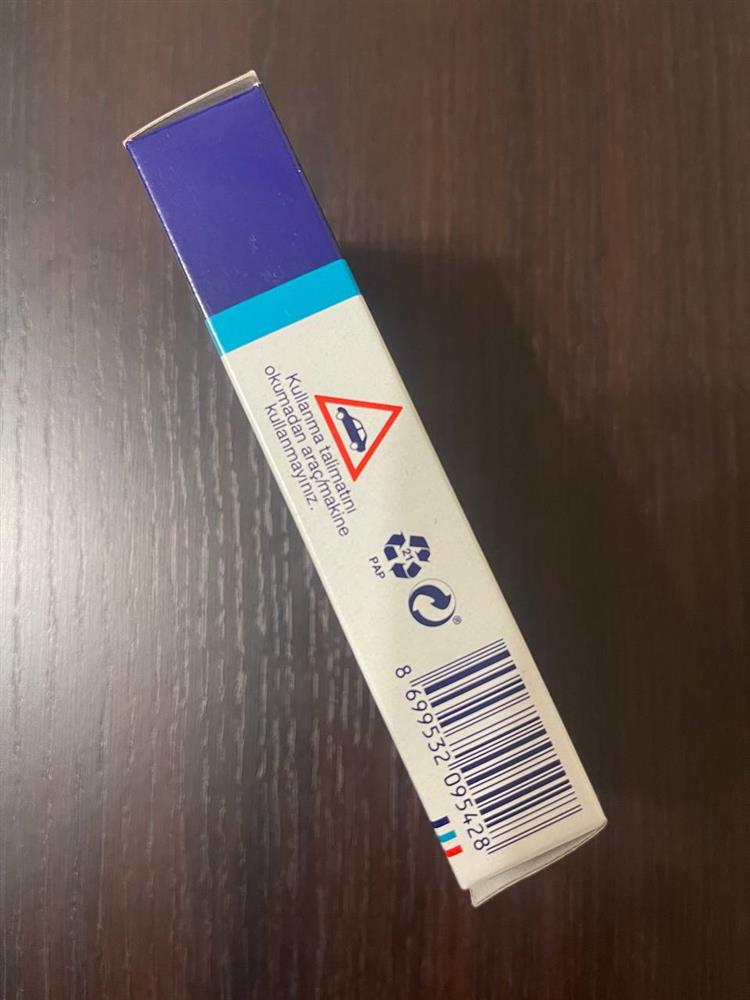 Kullanma talimatını
okumadan araç/makine
kullanmayınız.
21
PAP
®
8 699532 095428